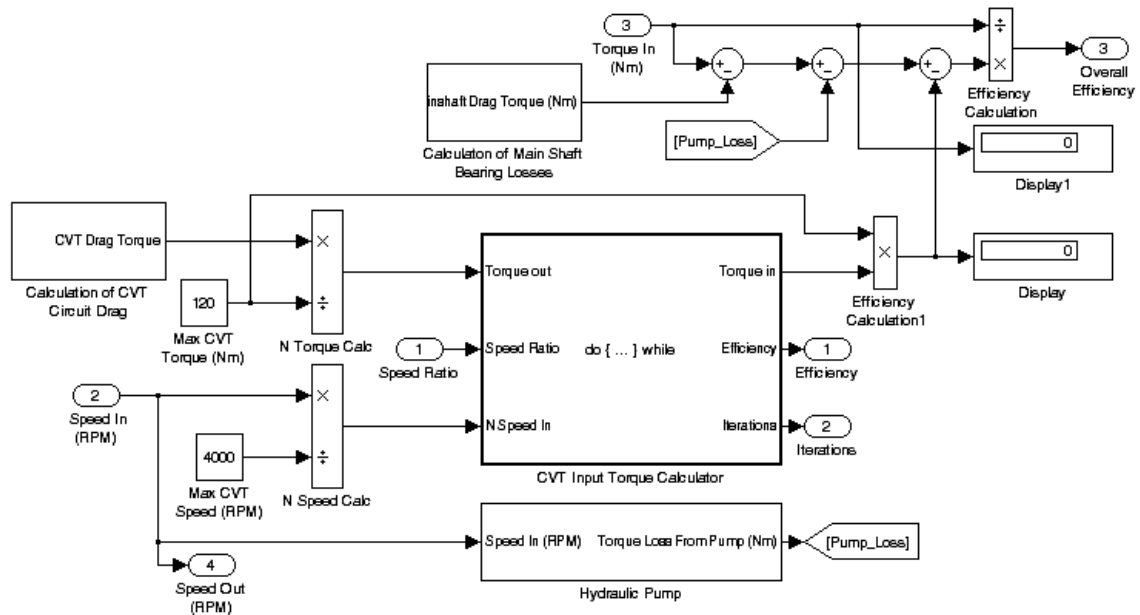 3
Torque In
(Nm)
÷
×
3
Overall
Efficiency
Efficiency
Calculation
inshaft Drag Torque (Nm)
Calculaton of Main Shaft
Bearing Losses
[Pump_Loss]
0
Display1
CVT Drag Torque
Calculation of CVT
Circuit Drag
×
÷
N Torque Calc
120
Max CVT
Torque (Nm)
Torque out
Speed Ratio
N Speed In
do { ... } while
Torque in
Efficiency
Iterations
CVT Input Torque Calculator
×
Efficiency
Calculation1
0
Display
1
Speed Ratio
1
Efficiency
2
Iterations
2
Speed In
(RPM)
×
÷
N Speed Calc
4000
Max CVT
Speed (RPM)
4
Speed Out
(RPM)
Speed In (RPM)
Torque Loss From Pump (Nm)
Hydraulic Pump
[Pump_Loss]